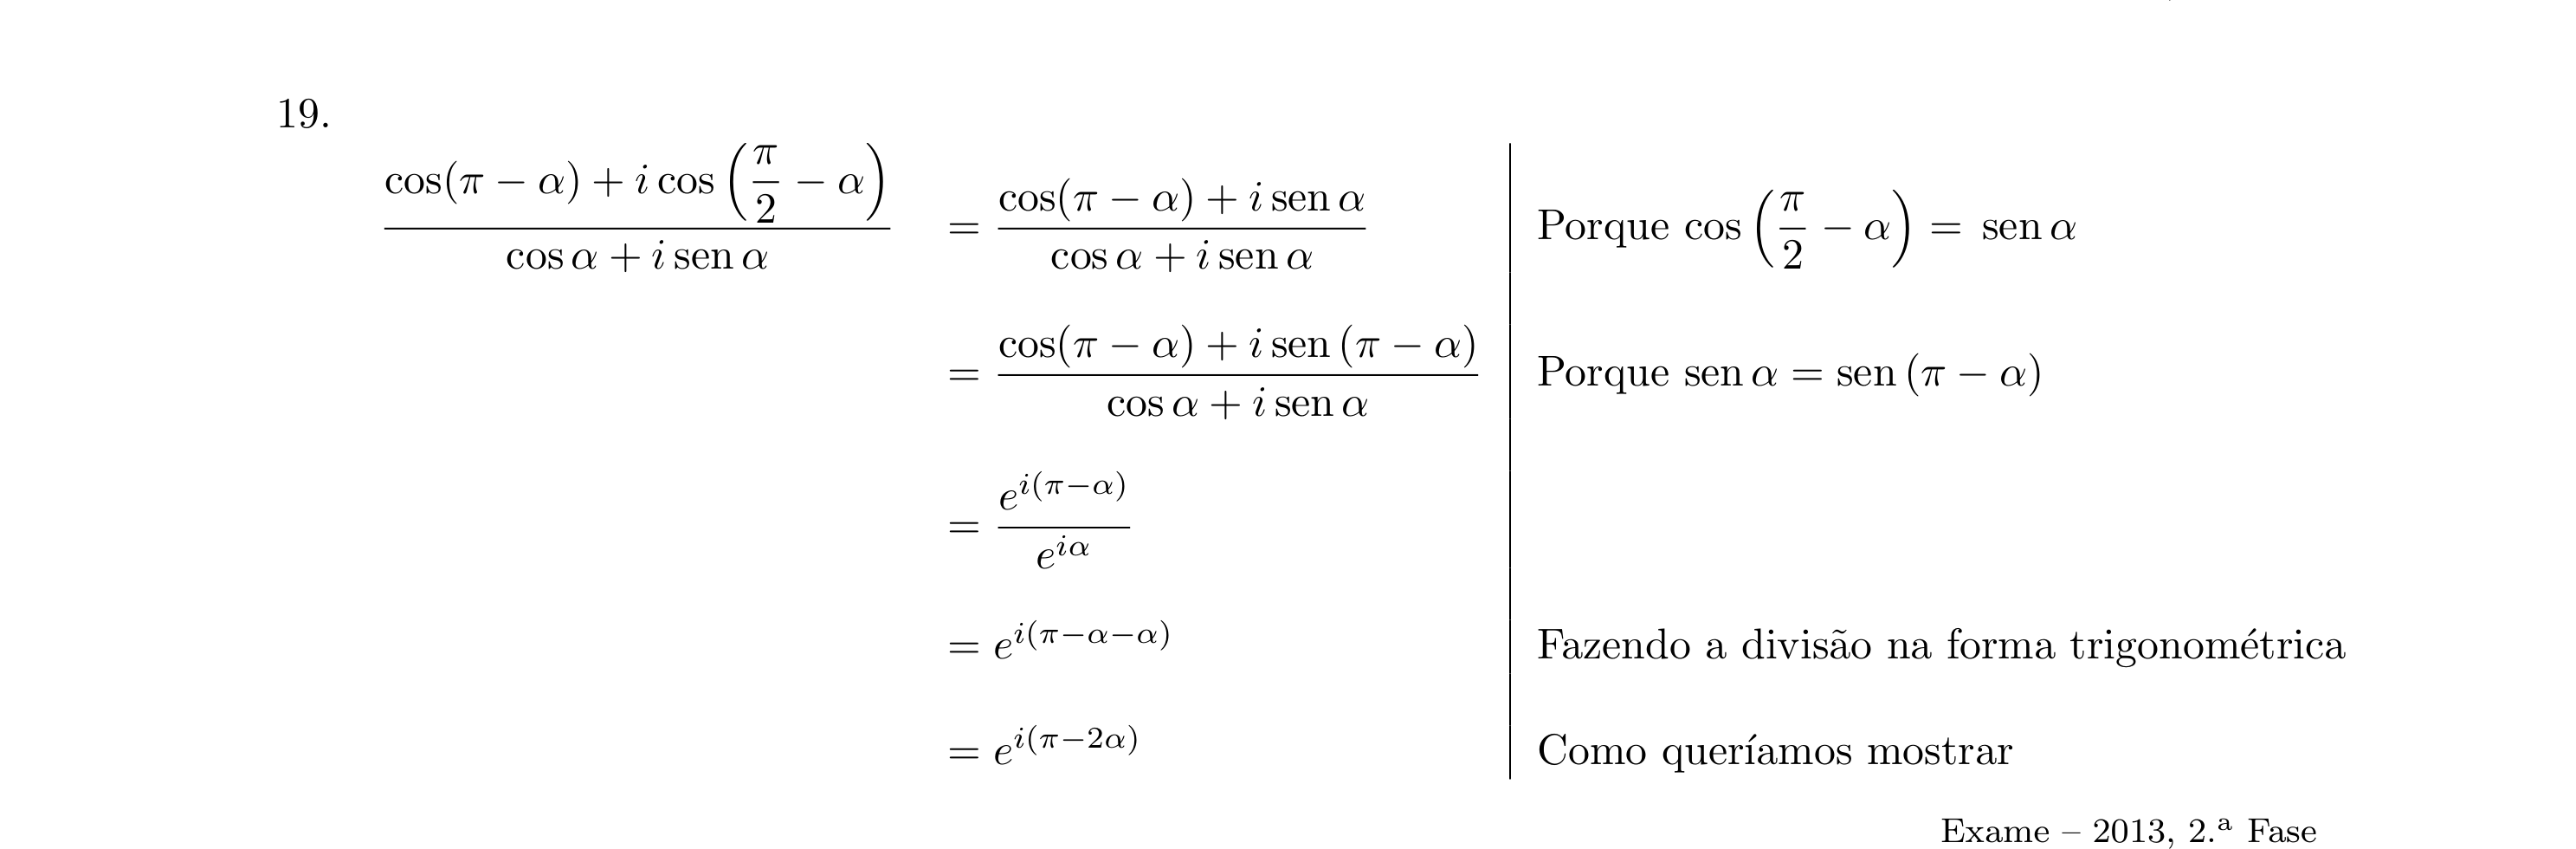 19.
\frac{\cos(\pi - \alpha) + i \cos\left(\frac{\pi}{2} - \alpha\right)}{\cos \alpha + i \,\text{sen}\, \alpha} = \frac{\cos(\pi - \alpha) + i \,\text{sen}\, \alpha}{\cos \alpha + i \,\text{sen}\, \alpha} | Porque \cos\left(\frac{\pi}{2} - \alpha\right) = \text{sen}\, \alpha
= \frac{\cos(\pi - \alpha) + i \,\text{sen}\,(\pi - \alpha)}{\cos \alpha + i \,\text{sen}\, \alpha} | Porque \text{sen}\, \alpha = \text{sen}\,(\pi - \alpha)
= \frac{e^{i(\pi - \alpha)}}{e^{i\alpha}}
= e^{i(\pi - \alpha - \alpha)} | Fazendo a divisão na forma trigonométrica
= e^{i(\pi - 2\alpha)} | Como queríamos mostrar
Exame – 2013, 2.ª Fase